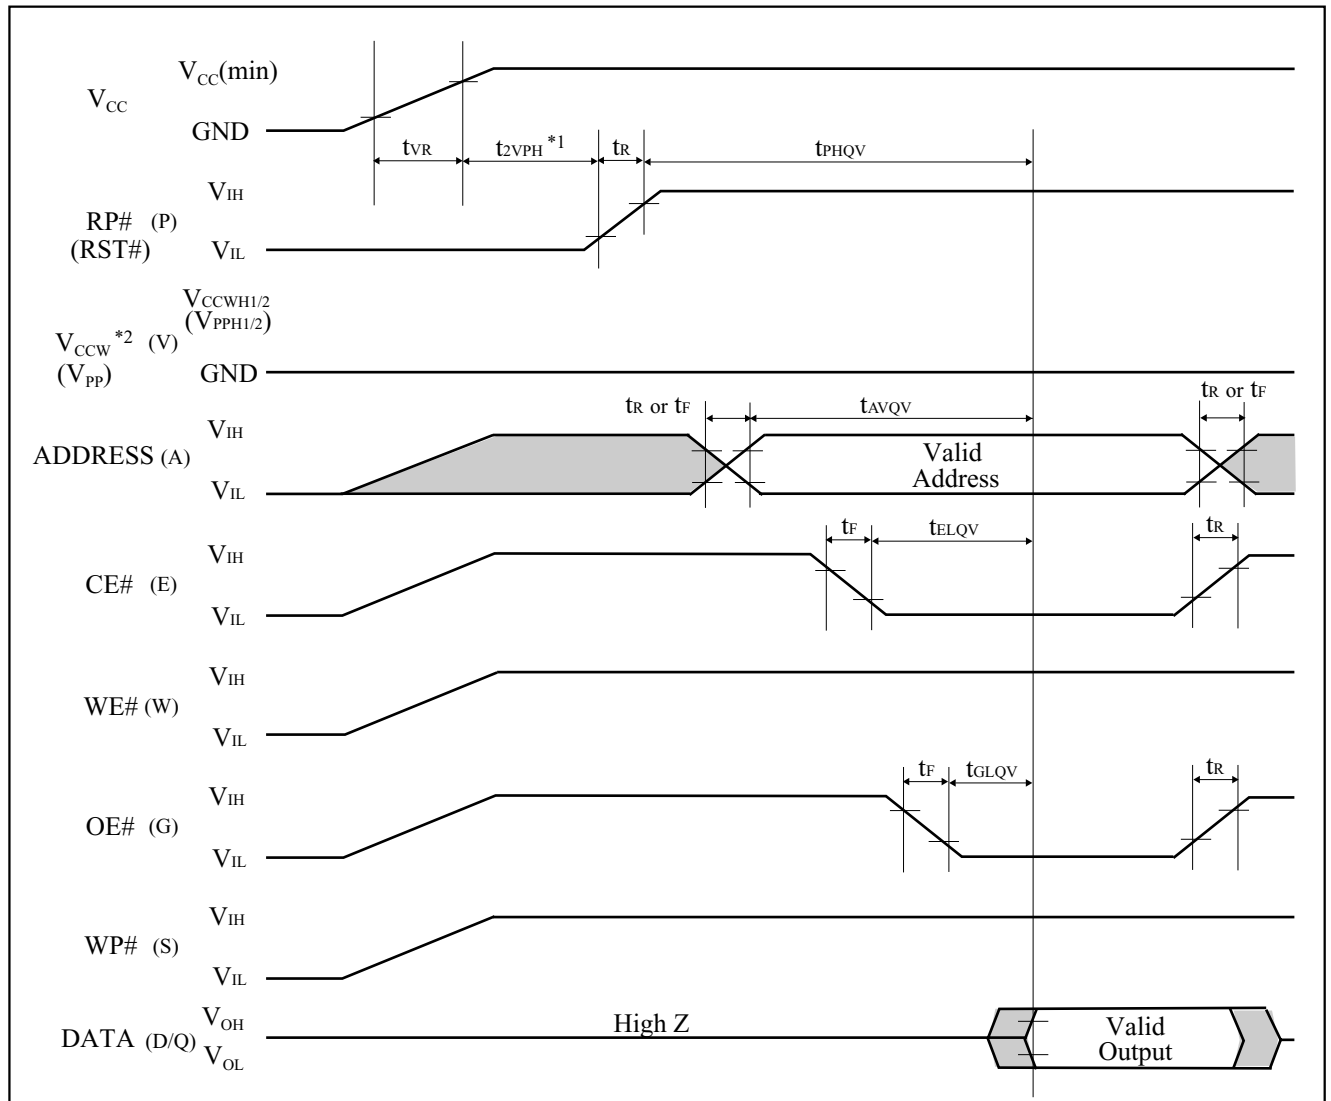 VCC
VCC(min)
GND
tVR
t2VPH *1
tR
tPHQV
RP# (P)
(RST#)
VIH
VIL
VCCW *2 (V)
(VPP)
VCCWH1/2
(VPPH1/2)
GND
ADDRESS (A)
VIH
VIL
tR or tF
tAVQV
tR or tF
Valid
Address
CE# (E)
VIH
VIL
tF
tELQV
tR
WE# (W)
VIH
VIL
OE# (G)
VIH
VIL
tF
tGLQV
tR
WP# (S)
VIH
VIL
DATA (D/Q)
VOH
VOL
High Z
Valid
Output